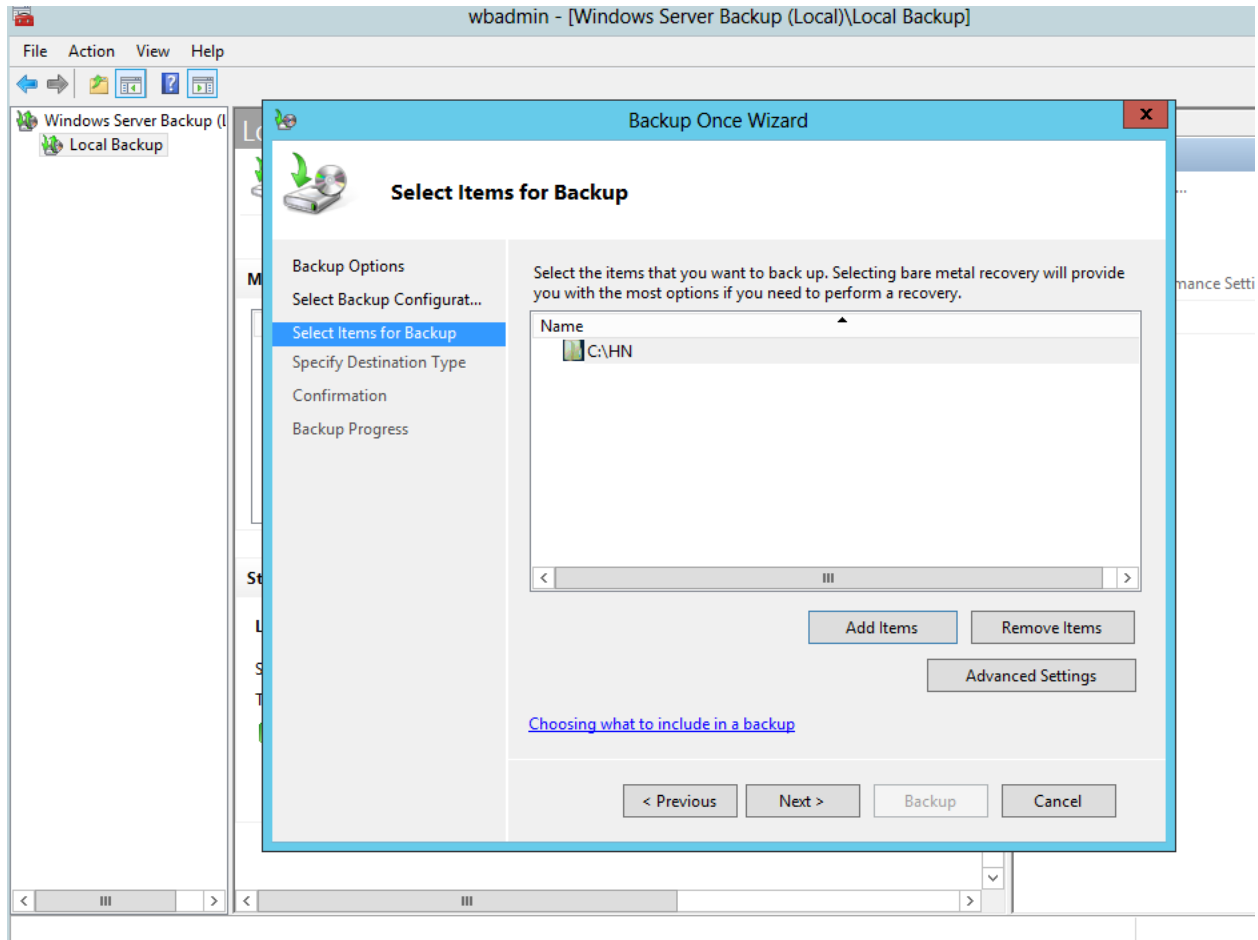 wbadmin - [Windows Server Backup (Local)\Local Backup]
File Action View Help
Windows Server Backup (L
Local Backup
Lo
Backup Once Wizard
x
Select Items for Backup
Backup Options
Select Backup Configurat...
Select Items for Backup
Specify Destination Type
Confirmation
Backup Progress
Select the items that you want to back up. Selecting bare metal recovery will provide
you with the most options if you need to perform a recovery.
Name
C:\HN
Add Items
Remove Items
Advanced Settings
Choosing what to include in a backup
< Previous
Next >
Backup
Cancel
M
St
L
S
T
...
mance Setti